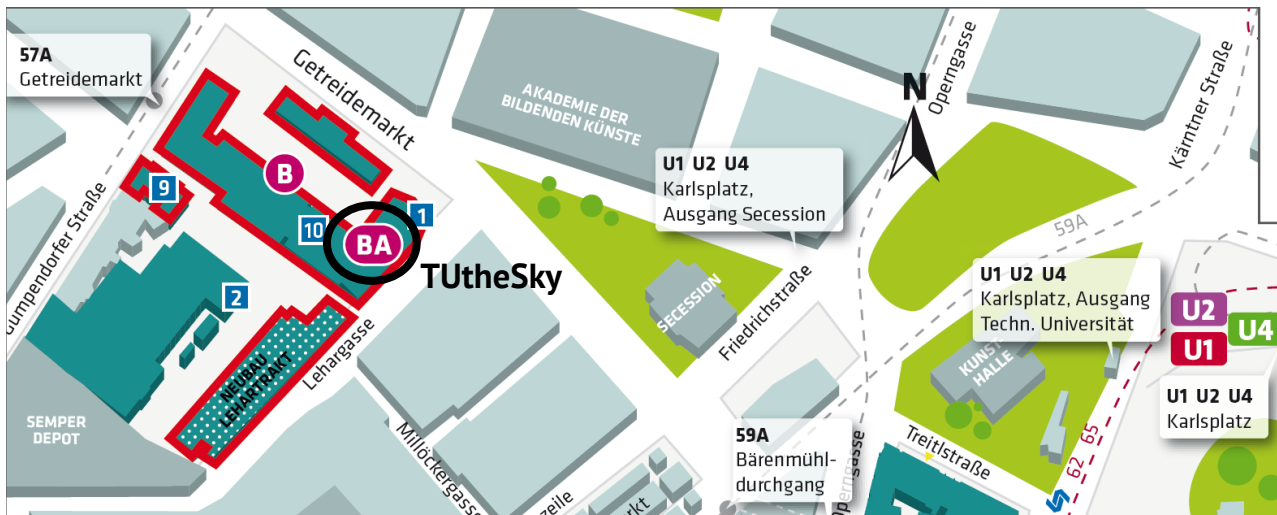 57A
Getreidemarkt
Getreidemarkt
AKADEMIE DER
BILDENDEN KÜNSTE
Operngasse
N
Kärntner Straße
U1 U2 U4
Karlsplatz,
Ausgang Secession
B
9
10
1
BA
TUtheSky
2
59A
U1 U2 U4
Karlsplatz, Ausgang
Techn. Universität
U2
U4
U1
U1 U2 U4
Karlsplatz
SECESSION
Friedrichstraße
KUNST-
HALLE
Gumpendorfer Straße
Lehargasse
NEUBAU
LEHARTRAKT
SEMPER
DEPOT
Millöckergasse
59A
Bärenmühl-
durchgang
Operngasse
Treitlstraße
62 65
zeile
rkt